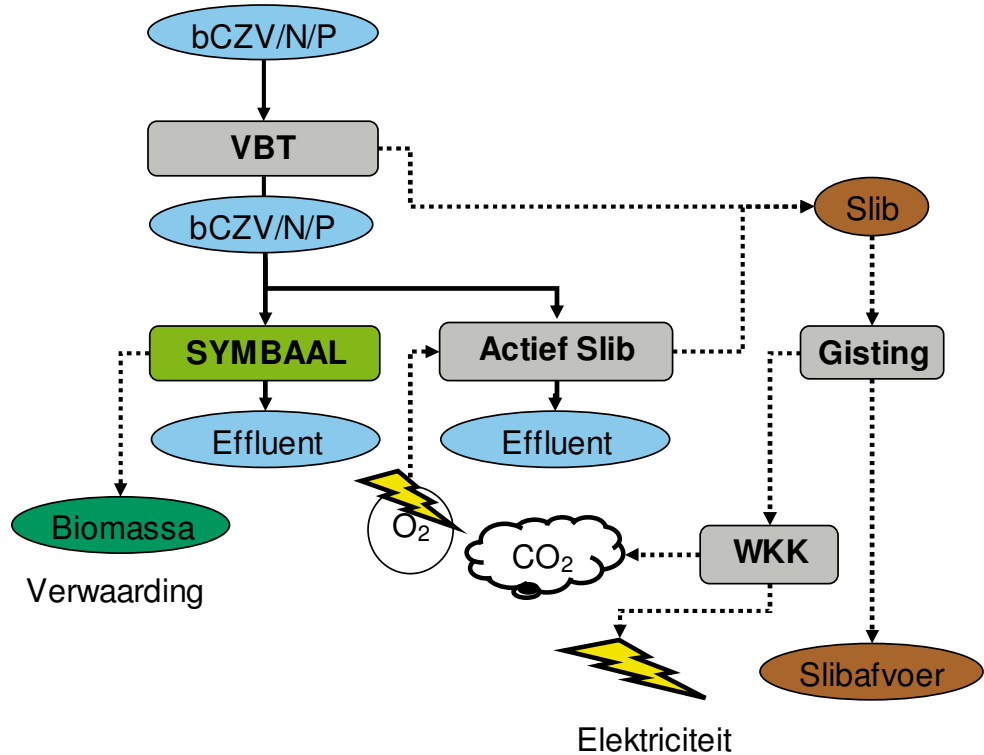 bCZV/N/P
VBT
bCZV/N/P
Slib
SYMBAAL
Actief Slib
Gisting
Effluent
Effluent
Biomassa
O₂
CO₂
WKK
Verwaarding
Slibafvoer
Elektriciteit